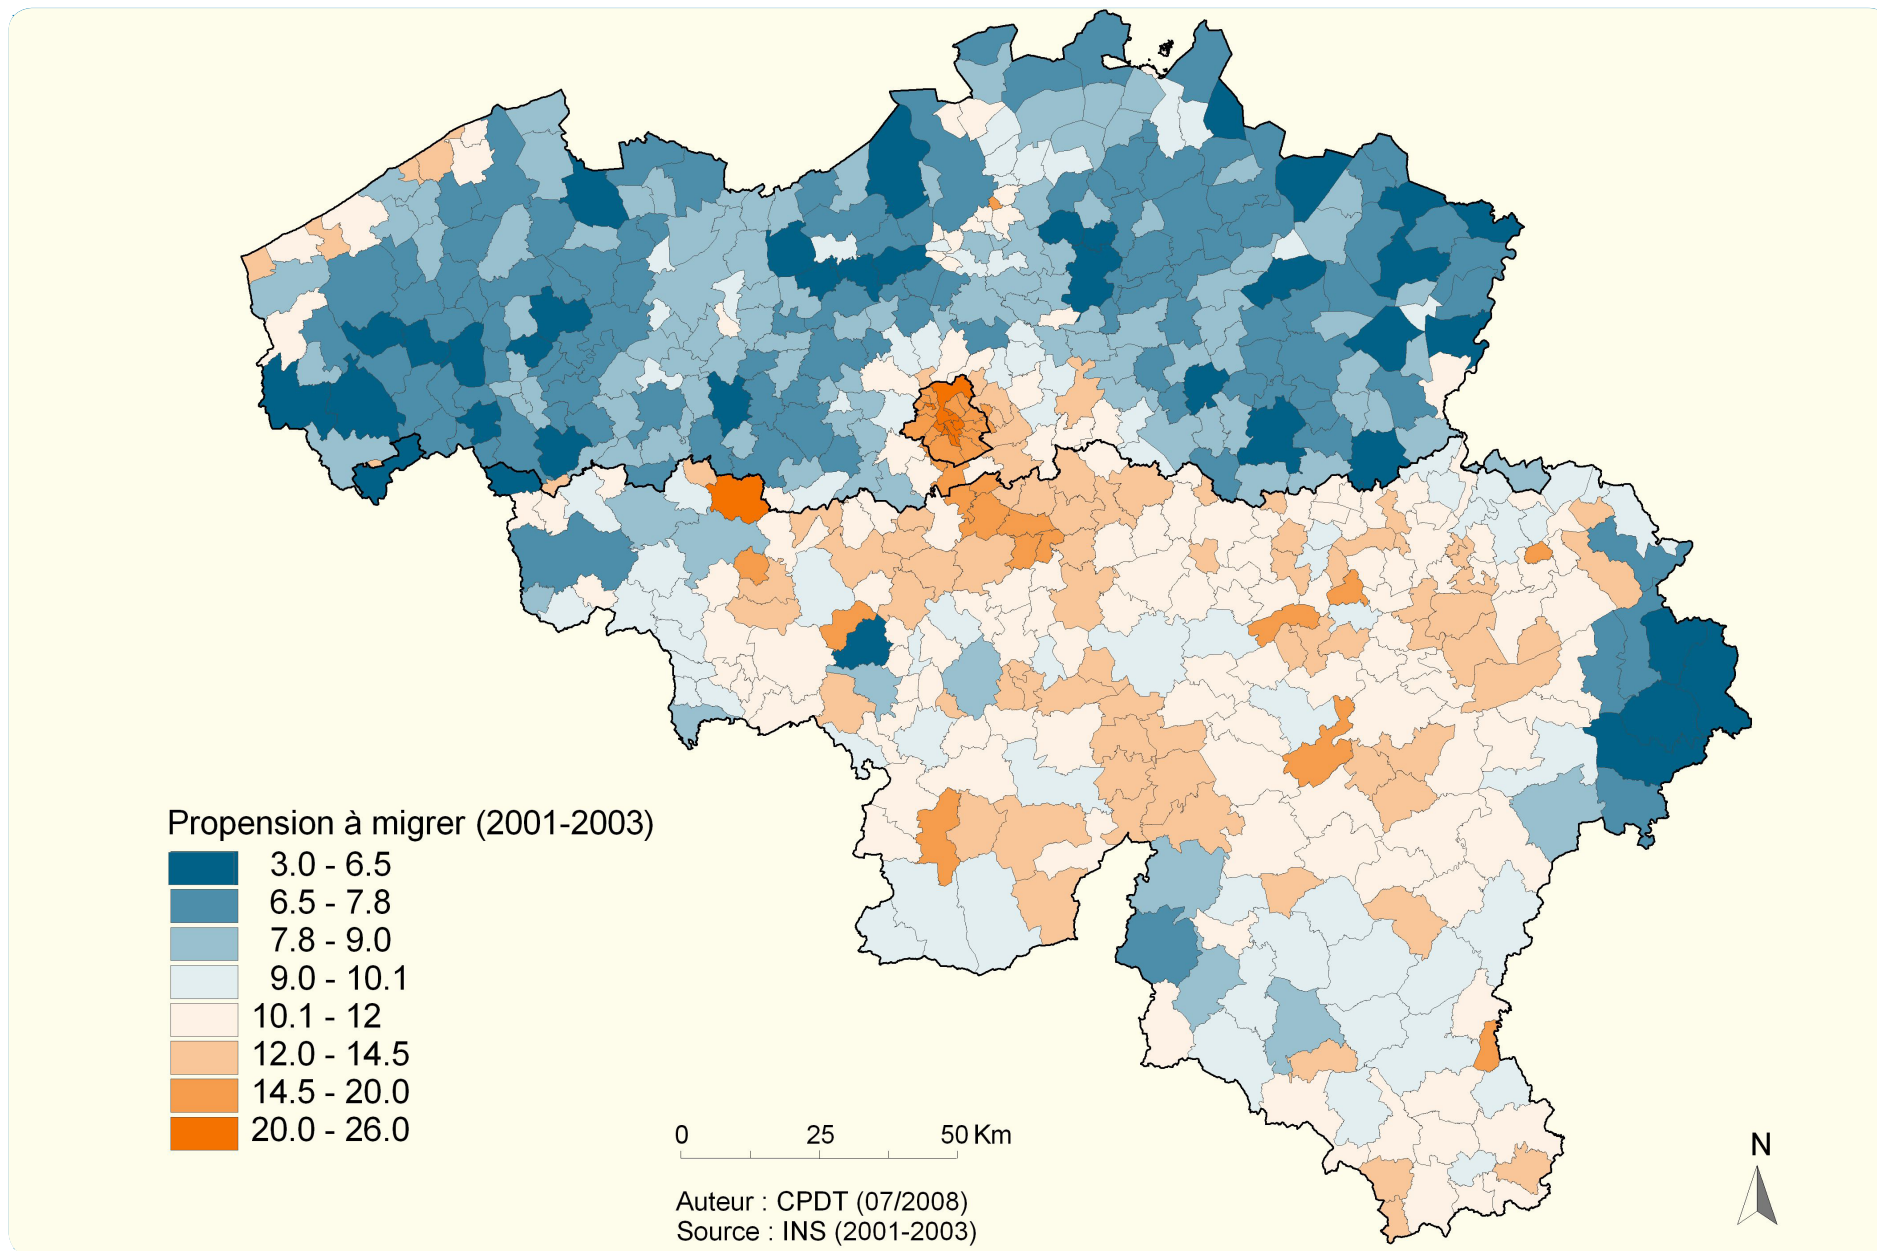 Propension à migrer (2001-2003)
3.0 - 6.5
6.5 - 7.8
7.8 - 9.0
9.0 - 10.1
10.1 - 12
12.0 - 14.5
14.5 - 20.0
20.0 - 26.0
0 25 50 Km
N
Auteur : CPDT (07/2008)
Source : INS (2001-2003)